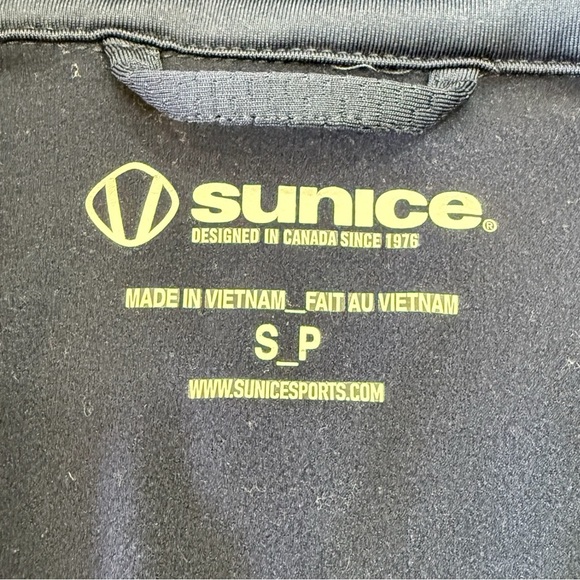 sunice®
DESIGNED IN CANADA SINCE 1976
MADE IN VIETNAM_FAIT AU VIETNAM
S_P
WWW.SUNICESPORTS.COM